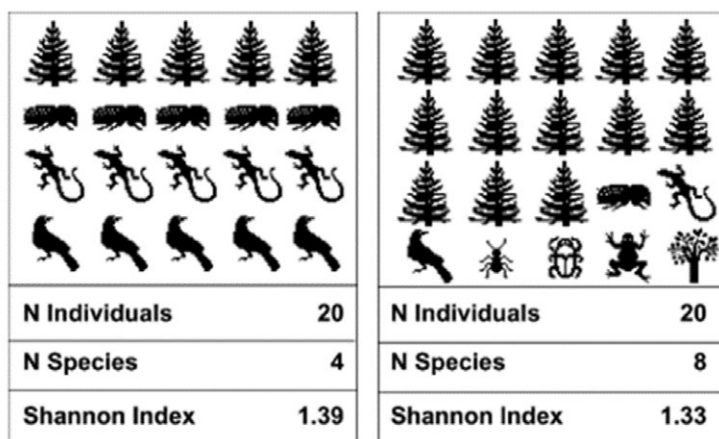 N Individuals 20
N Species 4
Shannon Index 1.39
N Individuals 20
N Species 8
Shannon Index 1.33